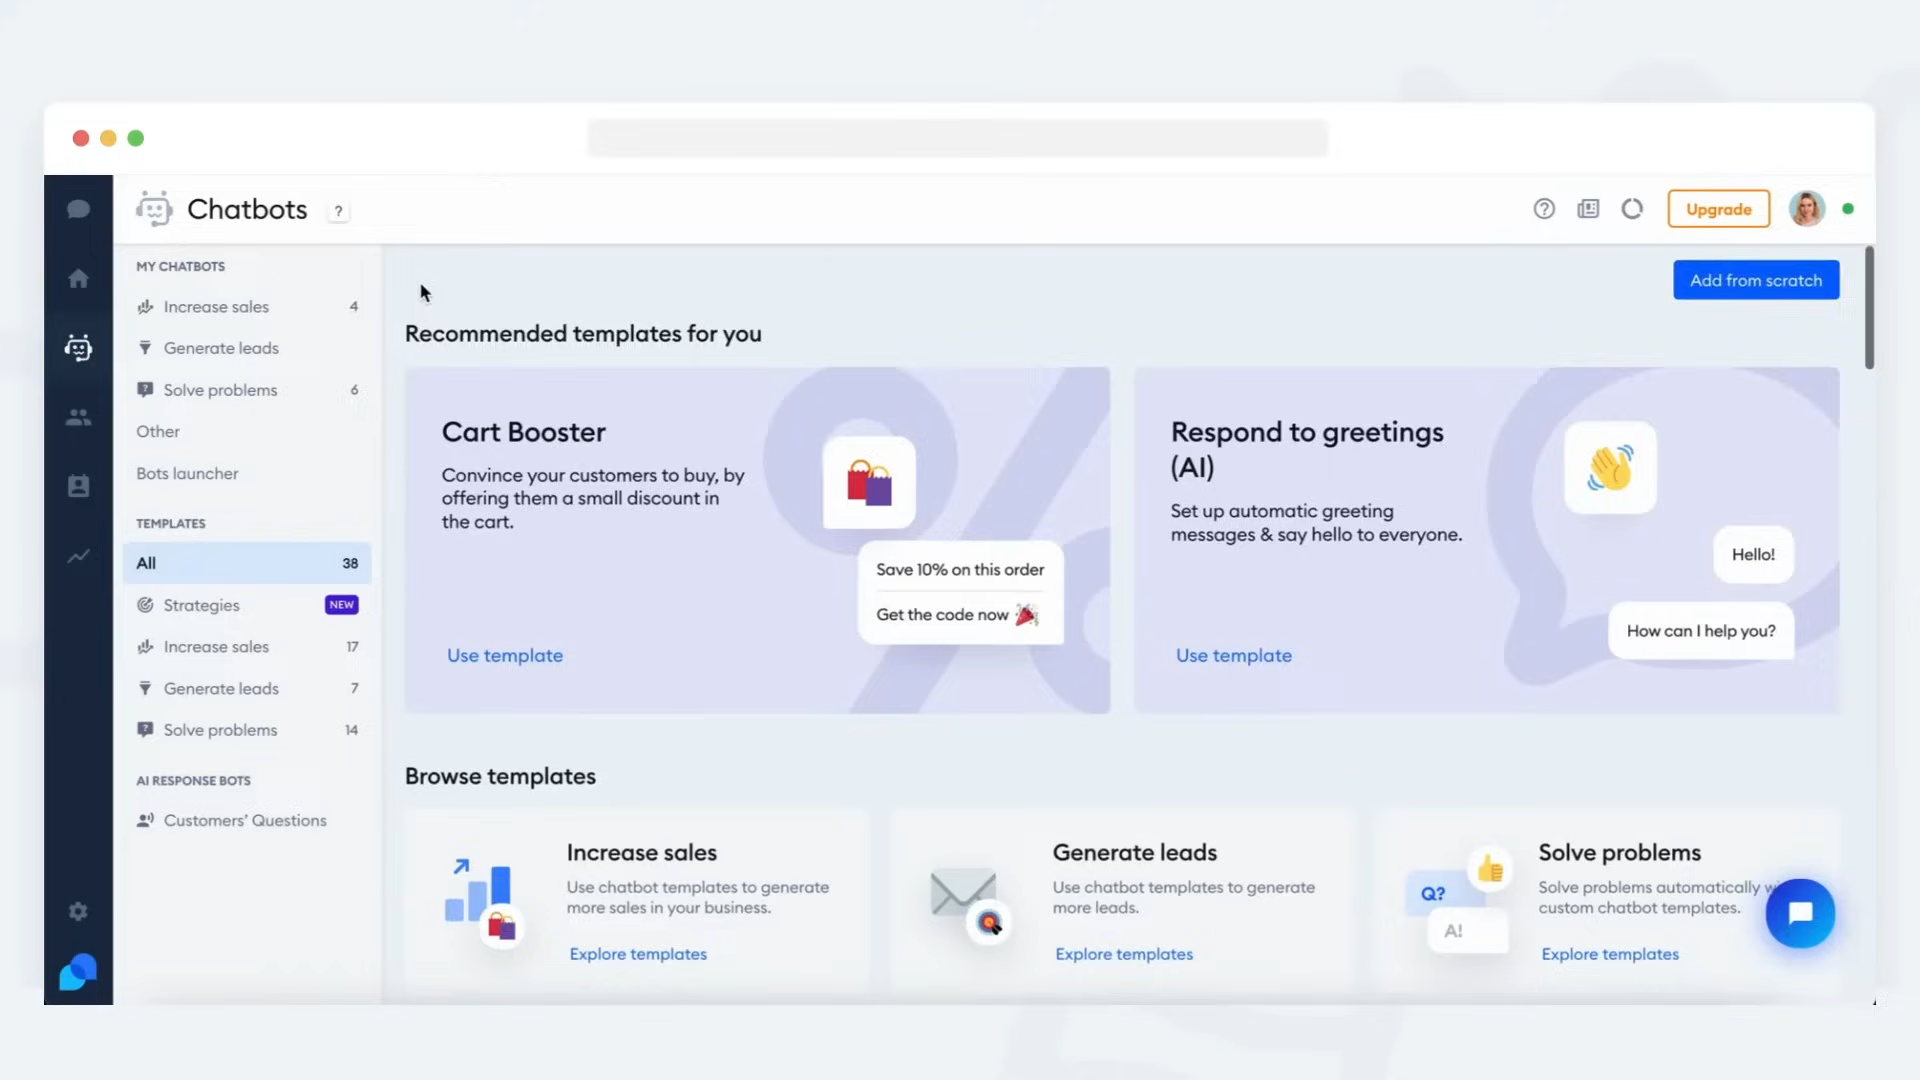 Chatbots
?
Upgrade
MY CHATBOTS
Increase sales 4
Generate leads
Solve problems 6
Other
Bots launcher
TEMPLATES
All 38
Strategies NEW
Increase sales 17
Generate leads 7
Solve problems 14
AI RESPONSE BOTS
Customers’ Questions
Add from scratch
Recommended templates for you
Cart Booster
Convince your customers to buy, by
offering them a small discount in
the cart.
Save 10% on this order
Get the code now
Use template
Respond to greetings
(AI)
Set up automatic greeting
messages & say hello to everyone.
Hello!
How can I help you?
Use template
Browse templates
Increase sales
Use chatbot templates to generate
more sales in your business.
Explore templates
Generate leads
Use chatbot templates to generate
more leads.
Explore templates
Q?
A!
Solve problems
Solve problems automatically
custom chatbot templates.
Explore templates